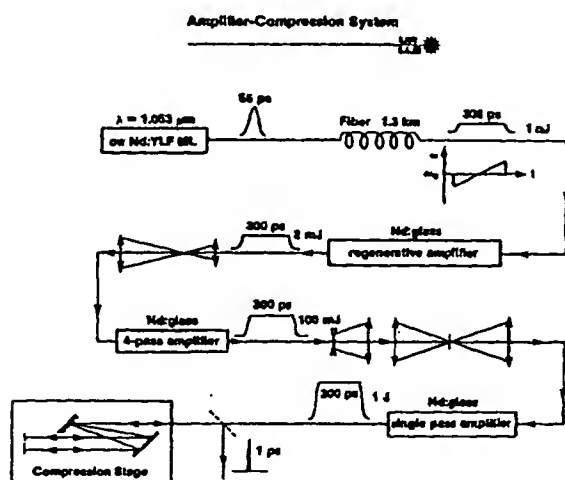 Amplifier-Compression System
55 ps
Fiber 1.3 km
300 ps
1 nJ
λ = 1.053 μm
cw Nd:YLF ML
t
Nd:glass
regenerative amplifier
300 ps
2 mJ
Nd:glass
4-pass amplifier
300 ps
100 mJ
Nd:glass
single pass amplifier
300 ps
1 J
1 ps
Compression Stage